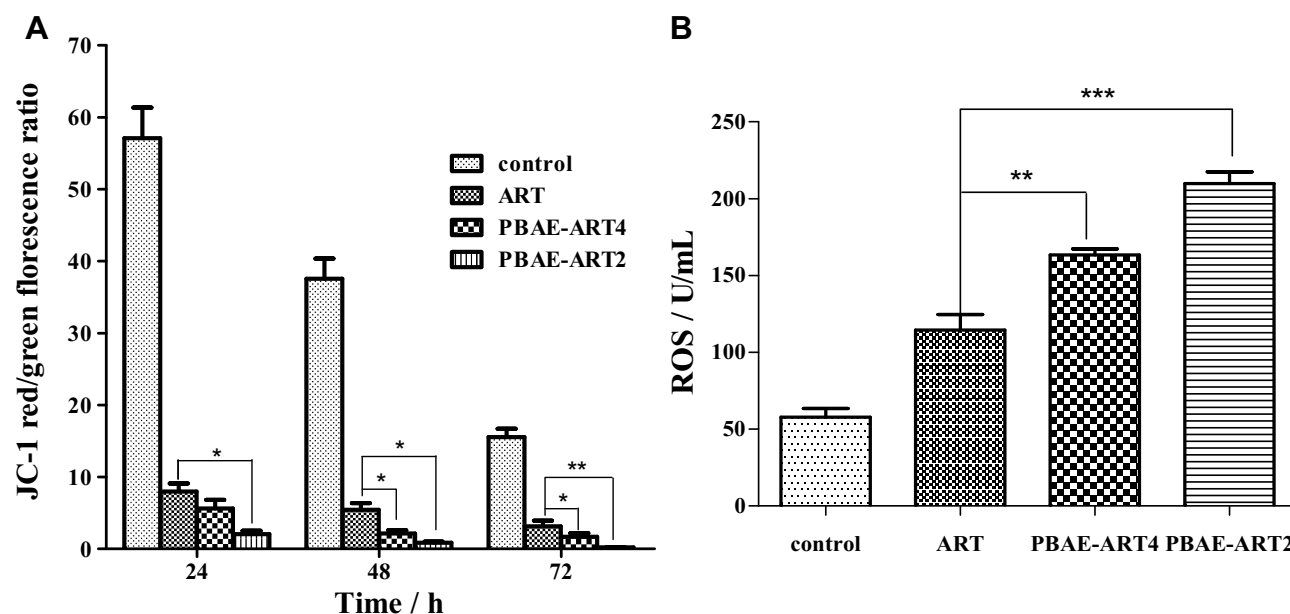 A
JC-1 red/green florescence ratio
70
60
50
40
30
20
10
0
control
ART
PBAE-ART4
PBAE-ART2
*
*
*
**
*
24
48
72
Time / h
B
ROS / U/mL
250
200
150
100
50
0
***
**
control ART PBAE-ART4 PBAE-ART2